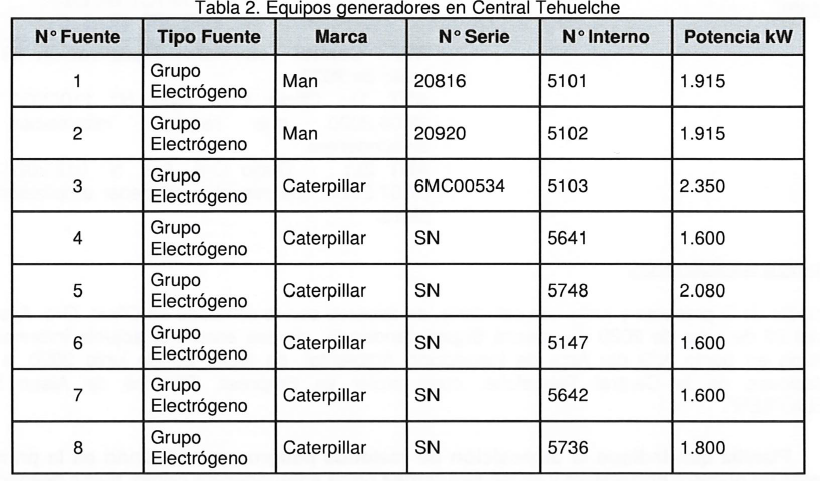 Tabla 2. Equipos generadores en Central Tehuelche
N° Fuente Tipo Fuente Marca N° Serie N° Interno Potencia kW
1 Grupo Electrógeno Man 20816 5101 1.915
2 Grupo Electrógeno Man 20920 5102 1.915
3 Grupo Electrógeno Caterpillar 6MC00534 5103 2.350
4 Grupo Electrógeno Caterpillar SN 5641 1.600
5 Grupo Electrógeno Caterpillar SN 5748 2.080
6 Grupo Electrógeno Caterpillar SN 5147 1.600
7 Grupo Electrógeno Caterpillar SN 5642 1.600
8 Grupo Electrógeno Caterpillar SN 5736 1.800